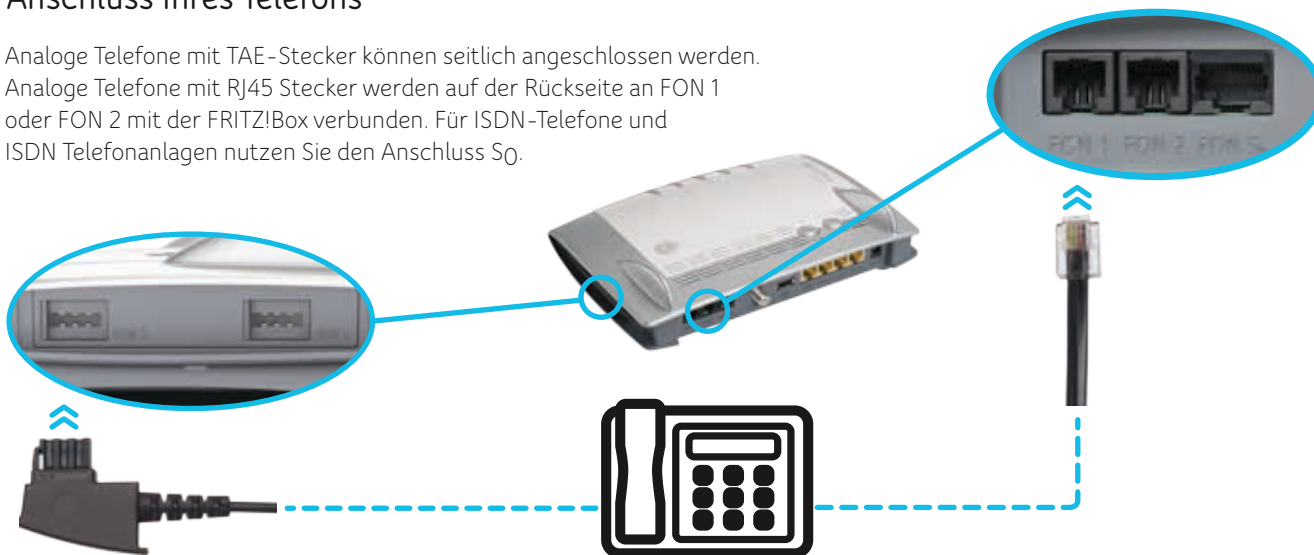 Anschluss Ihres Telefons
Analoge Telefone mit TAE-Stecker können seitlich angeschlossen werden.
Analoge Telefone mit RJ45 Stecker werden auf der Rückseite an FON 1
oder FON 2 mit der FRITZ!Box verbunden. Für ISDN-Telefone und
ISDN Telefonanlagen nutzen Sie den Anschluss S0.
FON 1 FON 2 FON S0